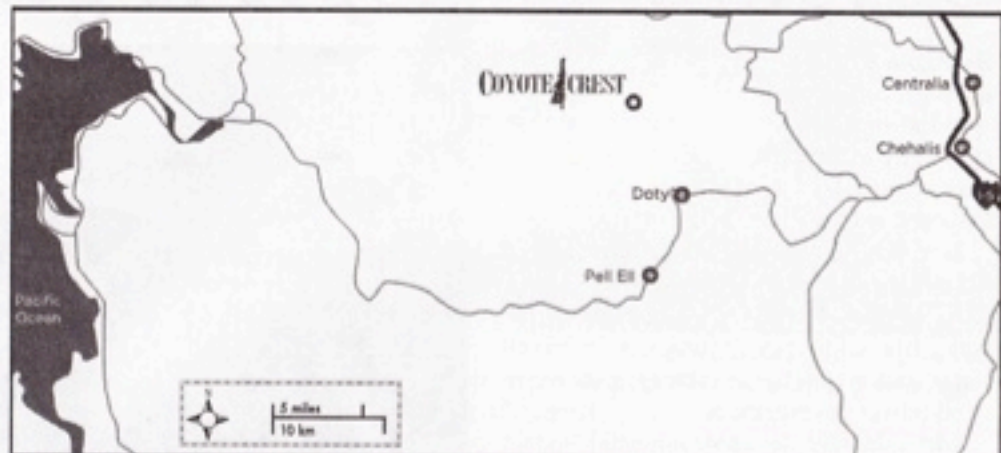 COYOTE CREST
Centralia
Chehalis
Doty
Pell Ell
Pacific
Ocean
N
5 miles
10 km